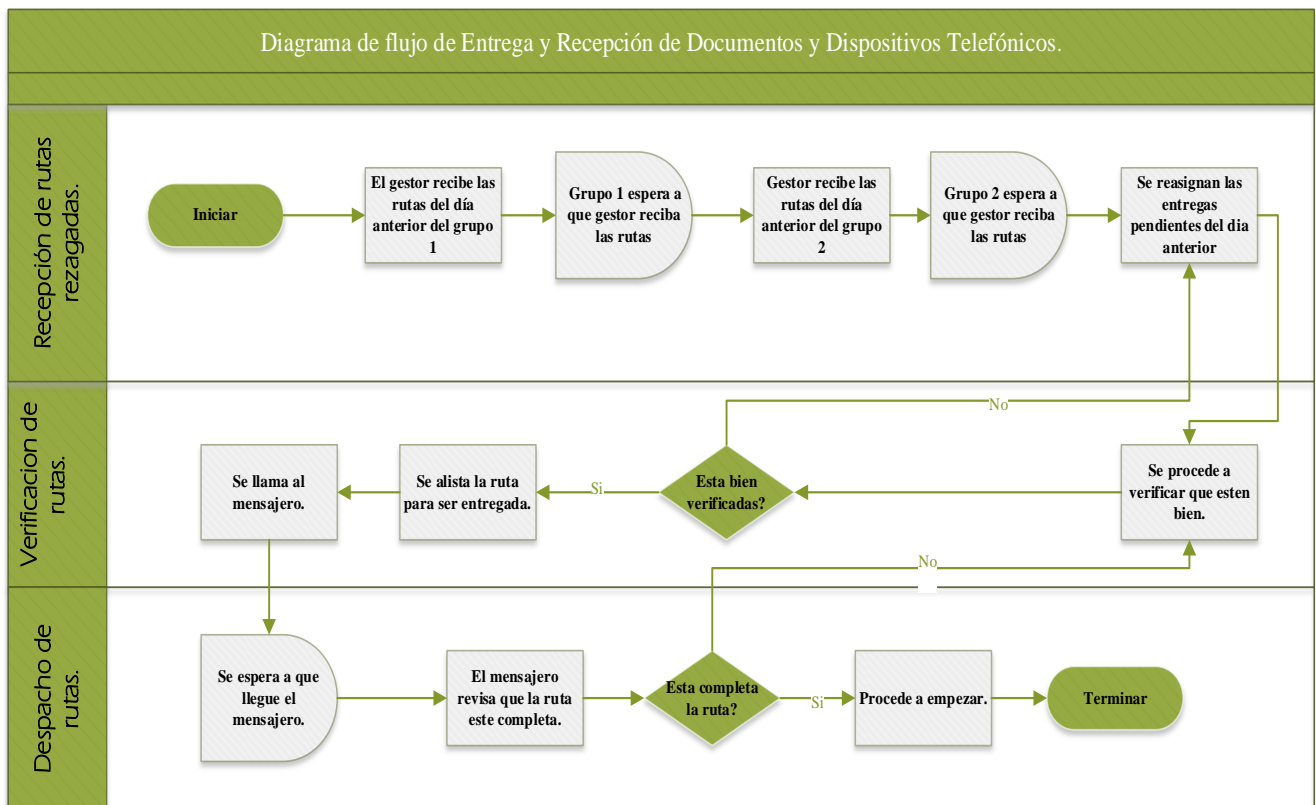 Diagrama de flujo de Entrega y Recepción de Documentos y Dispositivos Telefónicos.
Recepción de rutas
rezagadas.
Iniciar
El gestor recibe las
rutas del día
anterior del grupo
1
Grupo 1 espera a
que gestor reciba
las rutas
Gestor recibe las
rutas del día
anterior del grupo
2
Grupo 2 espera a
que gestor reciba
las rutas
Se reasignan las
entregas
pendientes del dia
anterior
Verificacion de
rutas.
Se llama al
mensajero.
Se alista la ruta
para ser entregada.
Si
Esta bien
verificadas?
No
Se procede a
verificar que esten
bien.
Despacho de
rutas.
Se espera a que
llegue el
mensajero.
El mensajero
revisa que la ruta
este completa.
Esta completa
la ruta?
No
Si
Procede a empezar.
Terminar